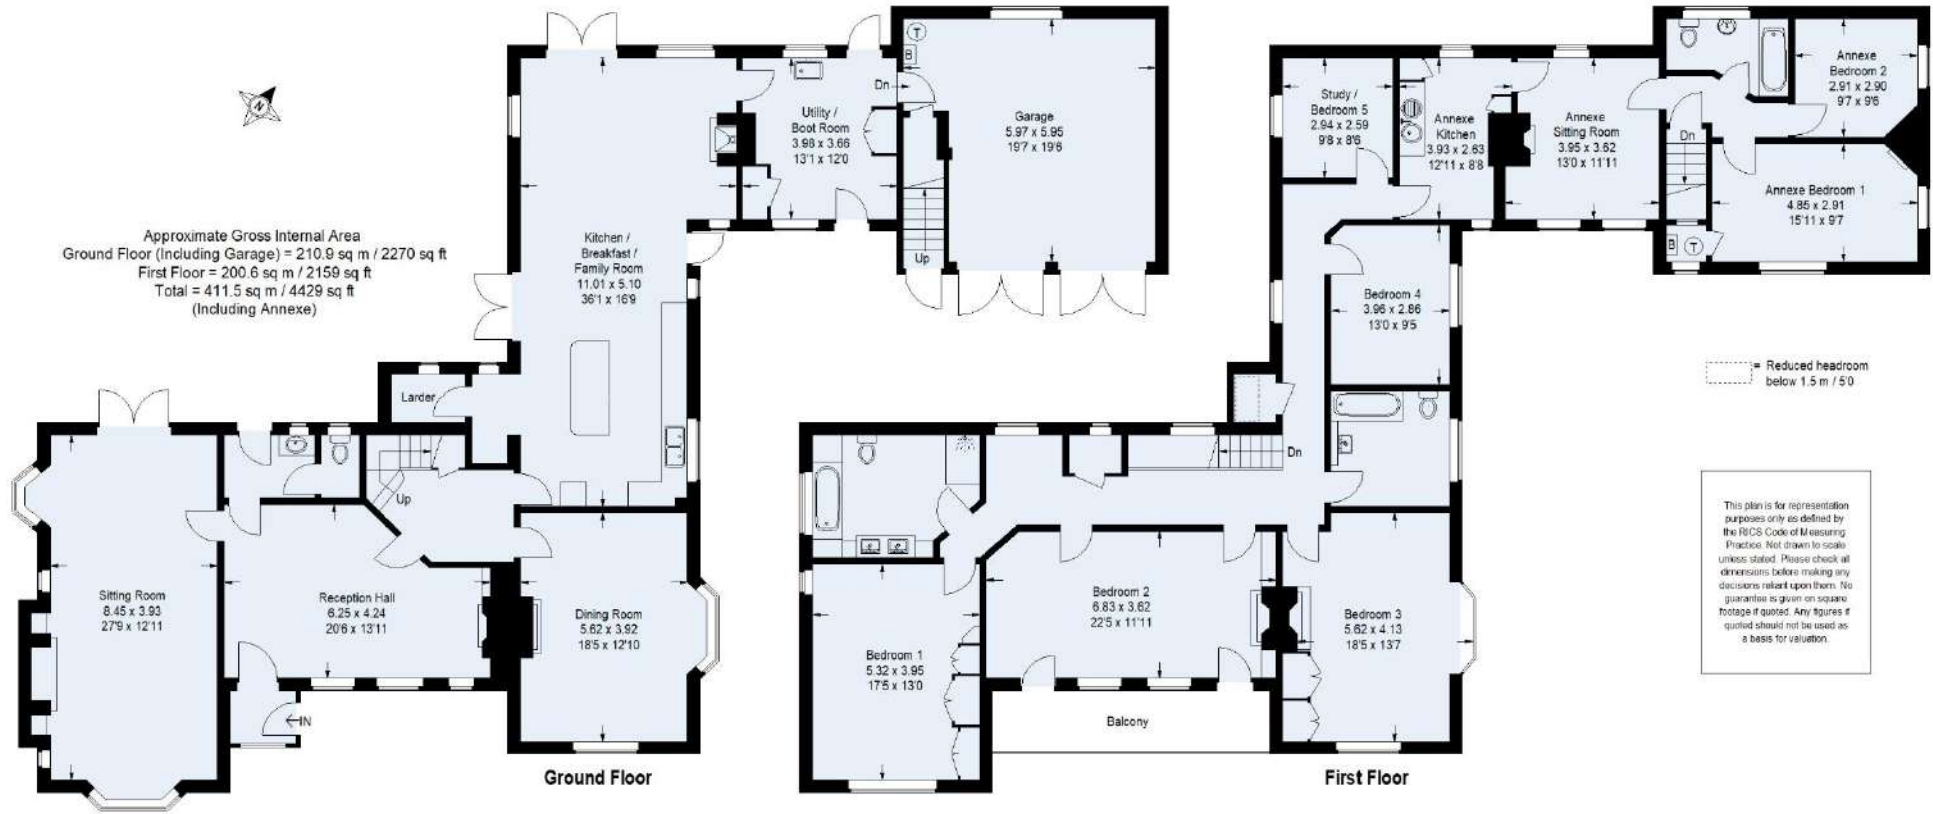 N
Approximate Gross Internal Area
Ground Floor (Including Garage) = 210.9 sq m / 2270 sq ft
First Floor = 200.6 sq m / 2159 sq ft
Total = 411.5 sq m / 4429 sq ft
(Including Annexe)
Utility /
Boot Room
3.98 x 3.66
13'1 x 12'0
Dn
T
B
Garage
5.97 x 5.95
19'7 x 19'6
Up
Kitchen /
Breakfast /
Family Room
11.01 x 5.10
36'1 x 16'9
Larder
Up
Sitting Room
8.45 x 3.93
27'9 x 12'11
Reception Hall
6.25 x 4.24
20'6 x 13'11
Dining Room
5.62 x 3.92
18'5 x 12'10
IN
Ground Floor
Study /
Bedroom 5
2.94 x 2.59
9'8 x 8'6
Annexe
Kitchen
3.93 x 2.63
12'11 x 8'8
Annexe
Sitting Room
3.95 x 3.62
13'0 x 11'11
Annexe
Bedroom 2
2.91 x 2.90
9'7 x 9'6
Dn
Annexe Bedroom 1
4.85 x 2.91
15'11 x 9'7
B
T
Bedroom 4
3.96 x 2.86
13'0 x 9'5
Dn
Bedroom 1
5.32 x 3.95
17'5 x 13'0
Bedroom 2
6.83 x 3.62
22'5 x 11'11
Bedroom 3
5.62 x 4.13
18'5 x 13'7
Balcony
First Floor
= Reduced headroom
below 1.5 m / 5'0
This plan is for representation
purposes only as defined by
the RICS Code of Measuring
Practice. Not drawn to scale
unless stated. Please check all
dimensions before making any
decisions reliant upon them. No
guarantee is given on square
footage if quoted. Any figures if
quoted should not be used as
a basis for valuation.